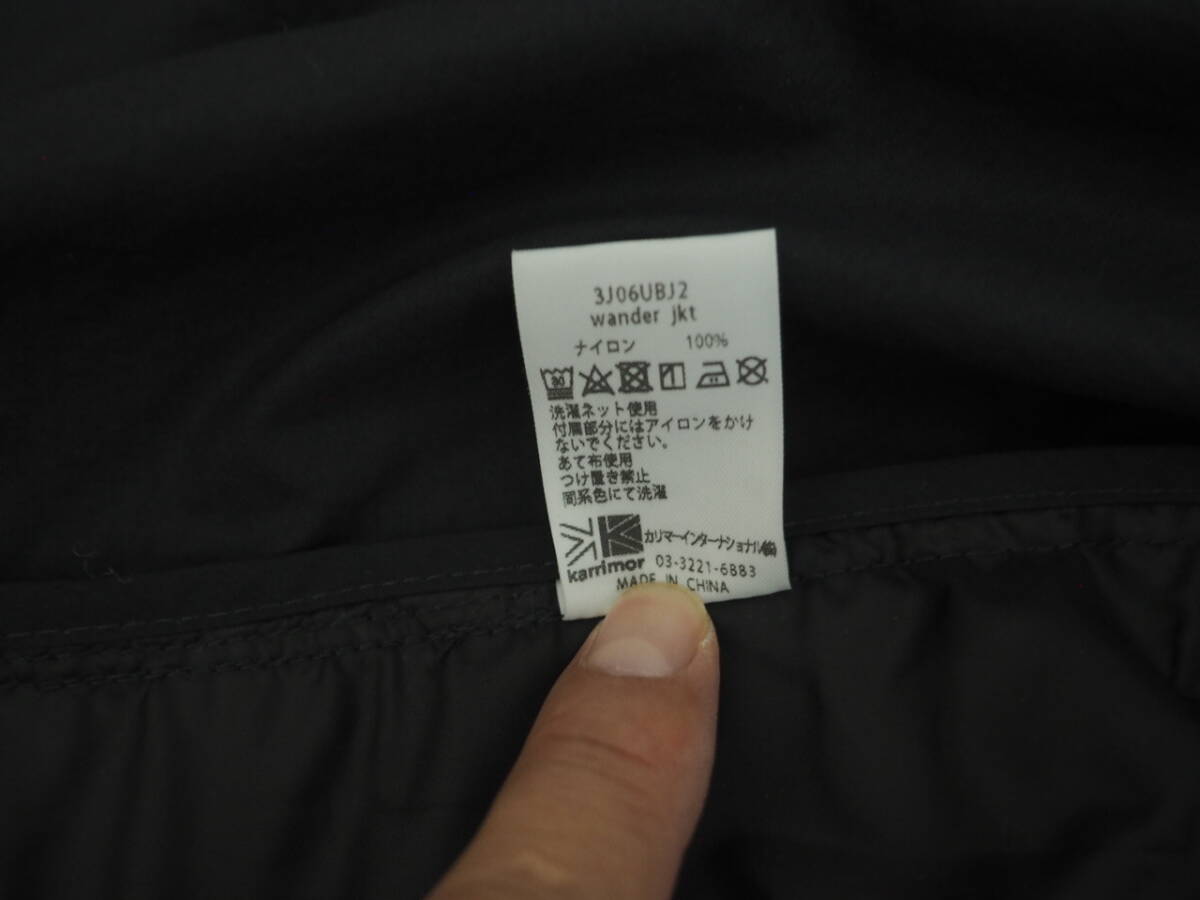 3J06UBJ2
wander jkt
ナイロン 100%
30
洗濯ネット使用
付属部分にはアイロンをかけ
ないでください。
あて布使用
つけ置き禁止
同系色にて洗濯
カリマーインターナショナル㈱
karrimor 03-3221-6883
MADE IN CHINA